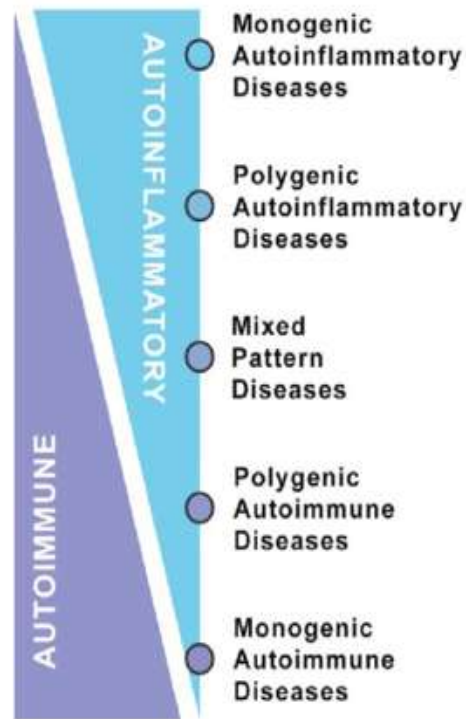 AUTOIMMUNE
AUTOINFLAMMATORY
Monogenic
Autoinflammatory
Diseases
Polygenic
Autoinflammatory
Diseases
Mixed
Pattern
Diseases
Polygenic
Autoimmune
Diseases
Monogenic
Autoimmune
Diseases